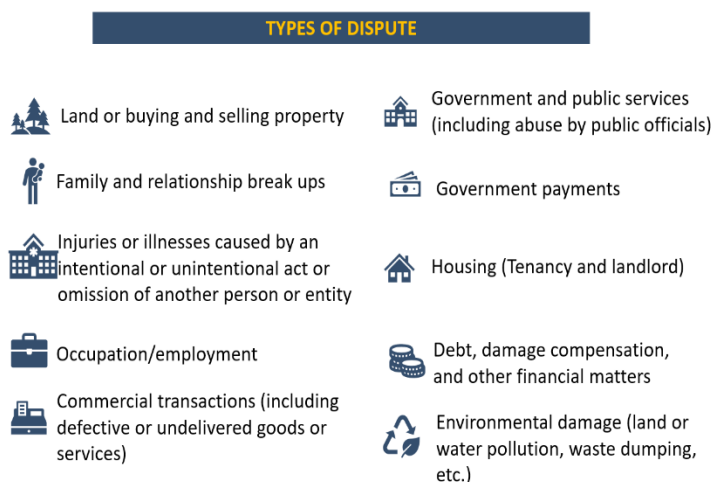 TYPES OF DISPUTE
Land or buying and selling property
Family and relationship break ups
Injuries or illnesses caused by an
intentional or unintentional act or
omission of another person or entity
Occupation/employment
Commercial transactions (including
defective or undelivered goods or
services)
Government and public services
(including abuse by public officials)
Government payments
Housing (Tenancy and landlord)
Debt, damage compensation,
and other financial matters
Environmental damage (land or
water pollution, waste dumping,
etc.)